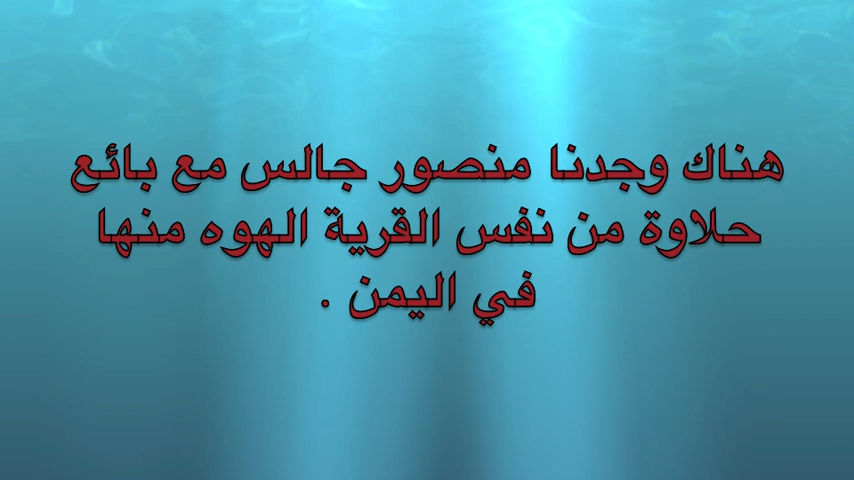 هناك وجدنا منصور جالس مع بائع
حلاوة من نفس القرية الهوه منها
في اليمن .